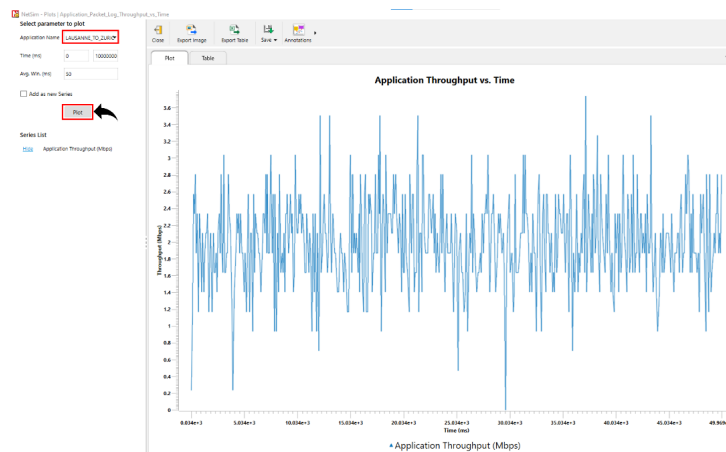 NetSim - Plots | Application_Packet_Log_Throughput_vs_Time
Select parameter to plot
Application Name LAUSANNE_TO_ZURIC
Time (ms) 0 10000000
Avg. Win. (ms) 50
Add as new Series
Plot
Series List
Hide Application Throughput (Mbps)
Close Export Image Export Table Save Annotations
Plot Table
Application Throughput vs. Time
Throughput (Mbps)
3.6
3.4
3.2
3
2.8
2.6
2.4
2.2
2
1.8
1.6
1.4
1.2
1
0.8
0.6
0.4
0.2
0
0.034e+3 5.034e+3 10.034e+3 15.034e+3 20.034e+3 25.034e+3 30.034e+3 35.034e+3 40.034e+3 45.034e+3
Time (ms)
Application Throughput (Mbps)